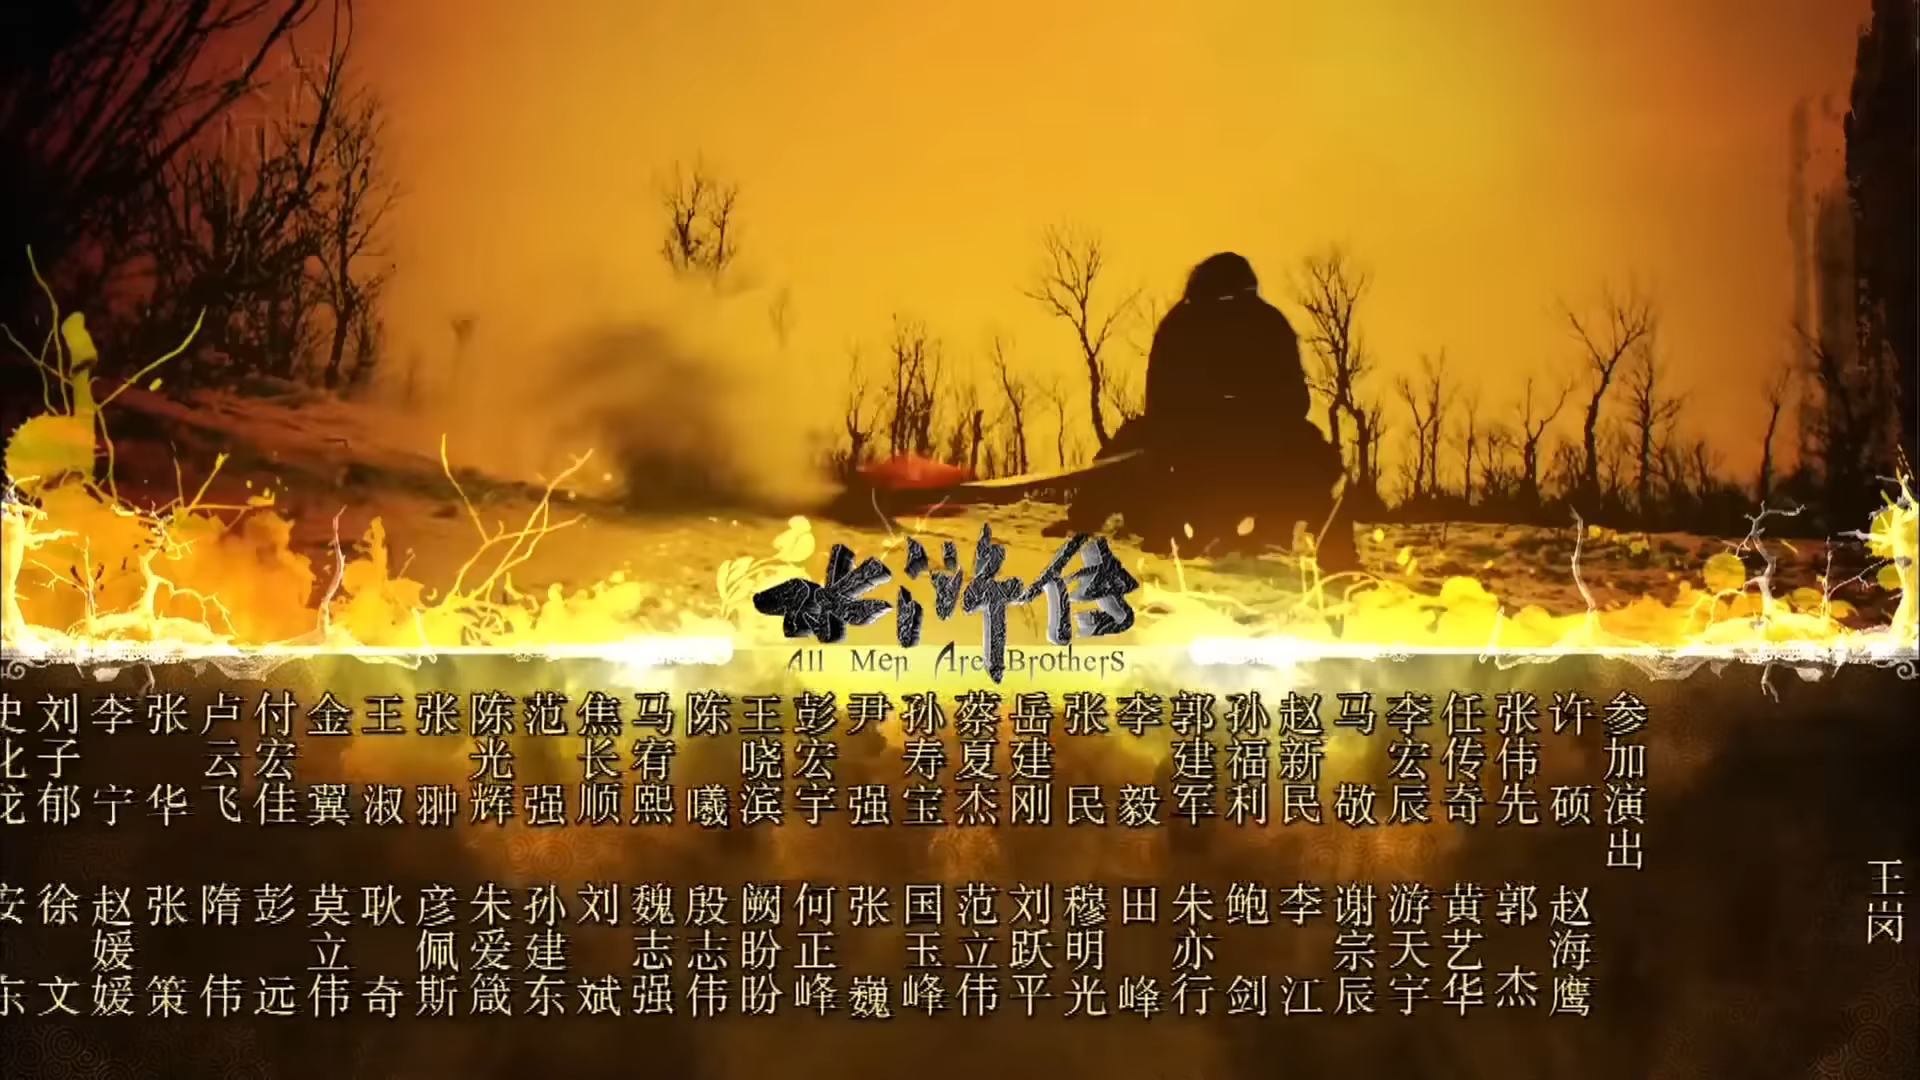 水浒传
All Men Are Brothers
王岗
参加演出
许硕
张伟先
任传奇
李宏辰
马敬
赵新民
孙福利
郭建军
李毅
张民
岳建刚
蔡夏杰
孙寿宝
尹强
彭宏宇
王晓滨
陈曦
马宥熙
焦长顺
范强
陈光辉
张翀
王淑
金翼
付宏佳
卢云飞
张华
李宁
刘子郁
赵海鹰
郭杰
黄艺华
游天宇
谢宗辰
李江
鲍剑
朱亦行
田峰
穆明光
刘跃平
范立伟
国玉峰
张巍
何正峰
阙盼盼
殷志伟
魏志强
刘斌
孙建东
朱爱箴
彦佩斯
耿奇
莫立伟
彭远
隋伟
张策
赵媛媛
徐文